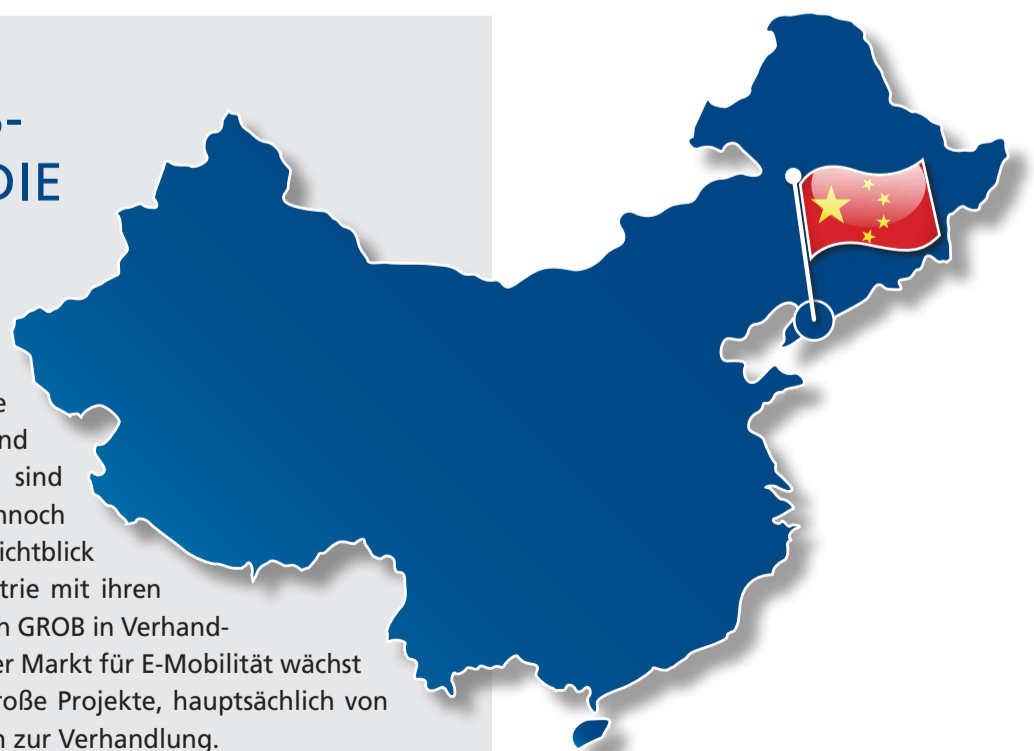 -
DIE
e
nd
sind
nnoch
ichtblick
trie mit ihren
h GROB in Verhand-
er Markt für E-Mobilität wächst
roße Projekte, hauptsächlich von
n zur Verhandlung.